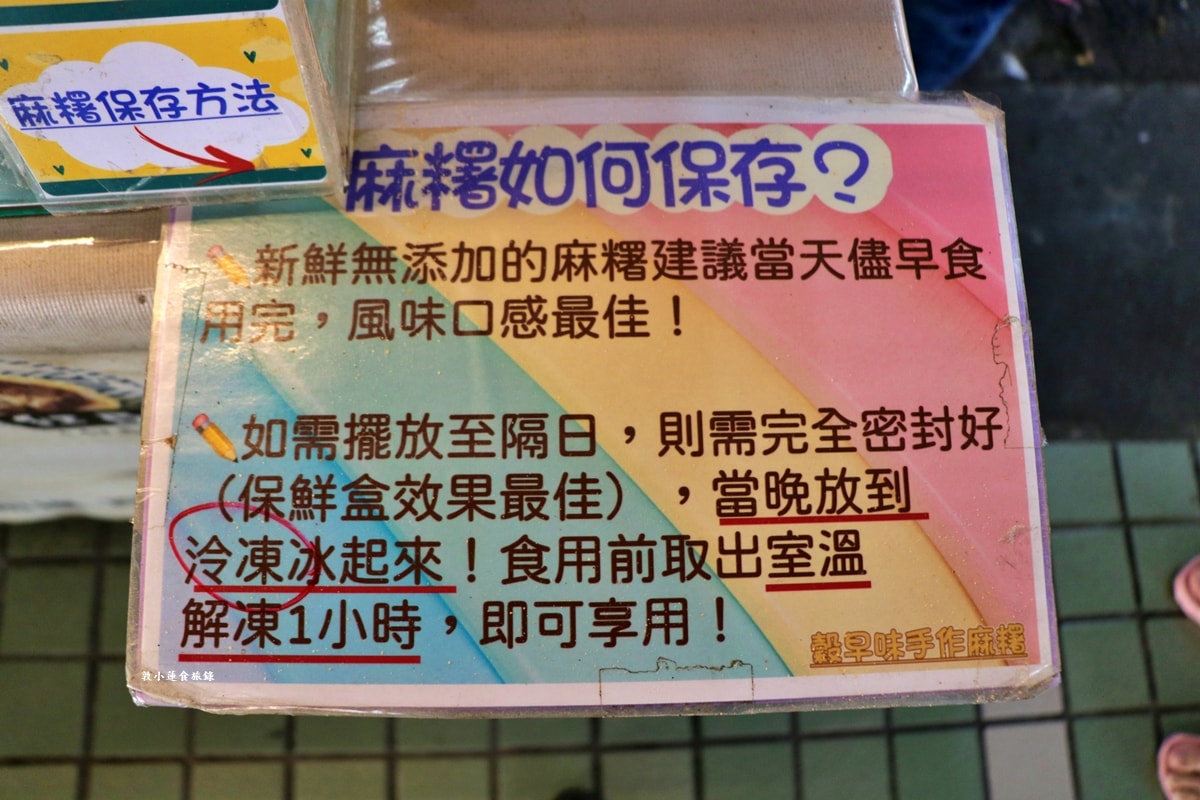 麻糬保存方法
麻糬如何保存？
新鮮無添加的麻糬建議當天儘早食
用完，風味口感最佳！
如需擺放至隔日，則需完全密封好
（保鮮盒效果最佳），當晚放到
冷凍冰起來！食用前取出室溫
解凍1小時，即可享用！
穀早味手作麻糬
敦小蓮食旅錄